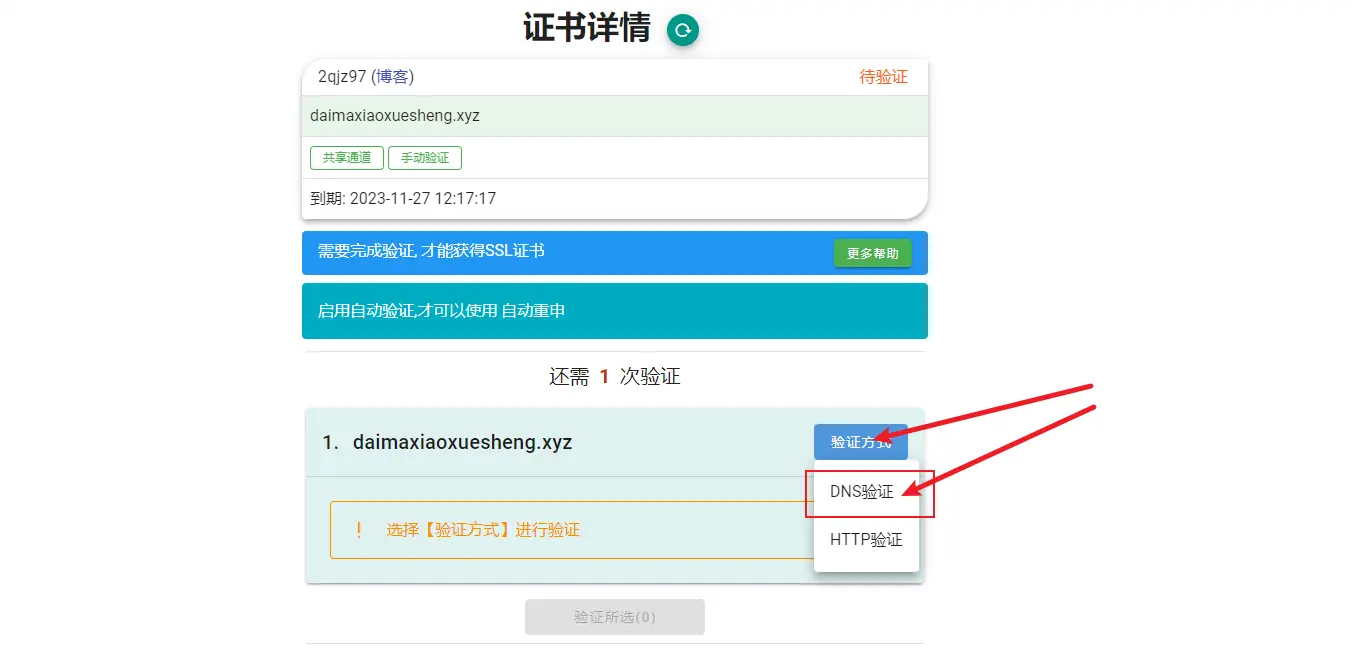 证书详情
2qjz97 (博客) 待验证
daimaxiaoxuesheng.xyz
共享通道 手动验证
到期: 2023-11-27 12:17:17
需要完成验证, 才能获得SSL证书 更多帮助
启用自动验证,才可以使用 自动重申
还需 1 次验证
1. daimaxiaoxuesheng.xyz 验证方式
DNS验证
! 选择【验证方式】进行验证
HTTP验证
验证所选(0)